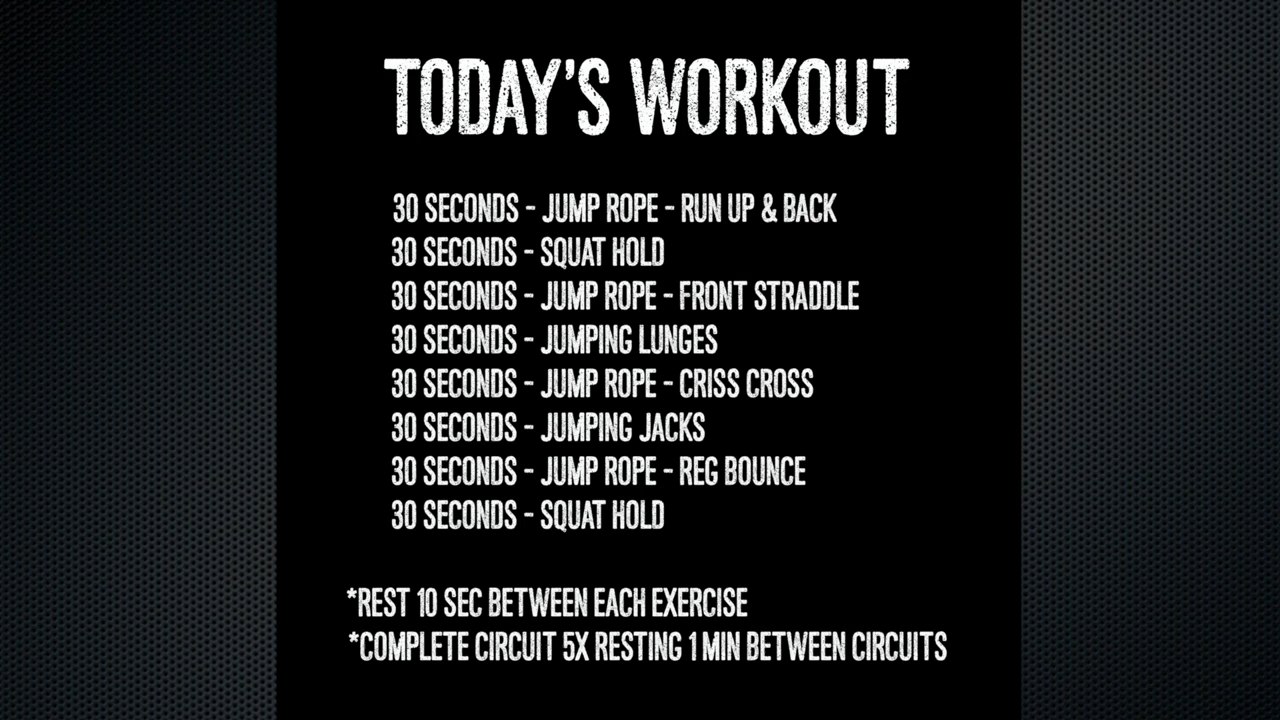 TODAY'S WORKOUT
30 SECONDS - JUMP ROPE - RUN UP & BACK
30 SECONDS - SQUAT HOLD
30 SECONDS - JUMP ROPE - FRONT STRADDLE
30 SECONDS - JUMPING LUNGES
30 SECONDS - JUMP ROPE - CRISS CROSS
30 SECONDS - JUMPING JACKS
30 SECONDS - JUMP ROPE - REG BOUNCE
30 SECONDS - SQUAT HOLD
*REST 10 SEC BETWEEN EACH EXERCISE
*COMPLETE CIRCUIT 5X RESTING 1 MIN BETWEEN CIRCUITS